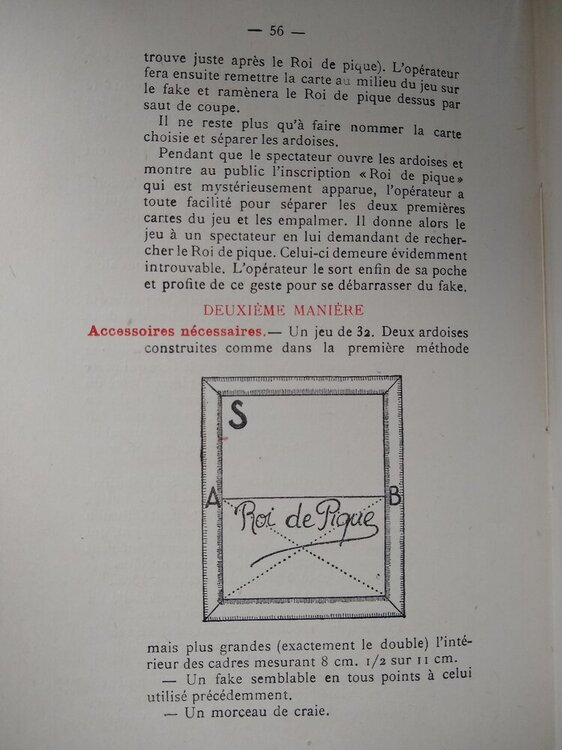 — 56 —
trouve juste après le Roi de pique). L'opérateur
fera ensuite remettre la carte au milieu du jeu sur
le fake et ramènera le Roi de pique dessus par
saut de coupe.
Il ne reste plus qu'à faire nommer la carte
choisie et séparer les ardoises.
Pendant que le spectateur ouvre les ardoises et
montre au public l'inscription «Roi de pique»
qui est mystérieusement apparue, l'opérateur a
toute facilité pour séparer les deux premières
cartes du jeu et les empalmer. Il donne alors le
jeu à un spectateur en lui demandant de recher-
cher le Roi de pique. Celui-ci demeure évidemment
introuvable. L'opérateur le sort enfin de sa poche
et profite de ce geste pour se débarrasser du fake.
DEUXIÈME MANIÈRE
Accessoires nécessaires.— Un jeu de 32. Deux ardoises
construites comme dans la première méthode
S
A
B
Roi de Pique
mais plus grandes (exactement le double) l'inté-
rieur des cadres mesurant 8 cm. 1/2 sur 11 cm.
— Un fake semblable en tous points à celui
utilisé précédemment.
— Un morceau de craie.